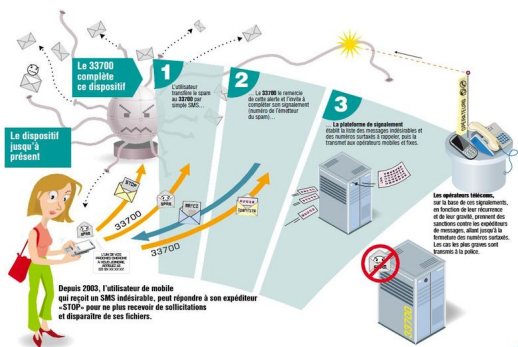 Le 33700
complète
ce dispositif
Le dispositif
jusqu'à
présent
1
L'utilisateur
transfère le spam
au 33700 par
simple SMS...
2
... Le 33700 le remercie
de cette alerte et l'invite à
compléter son signalement
(numéro de l'émetteur
du spam)...
3
... La plateforme de signalement
établit la liste des messages indésirables et
des numéros surtaxés à rappeler, puis la
transmet aux opérateurs mobiles et fixes.
Les opérateurs télécoms,
sur la base de ces signalements,
en fonction de leur récurrence
et de leur gravité, prennent des
sanctions contre les expéditeurs
de messages, allant jusqu'à la
fermeture des numéros surtaxés.
Les cas les plus graves sont
transmis à la police.
STOP
SPAM
33700
SPAM
INFOS
33700
33700
Depuis 2003, l'utilisateur de mobile
qui reçoit un SMS indésirable, peut répondre à son expéditeur
«STOP» pour ne plus recevoir de sollicitations
et disparaître de ses fichiers.